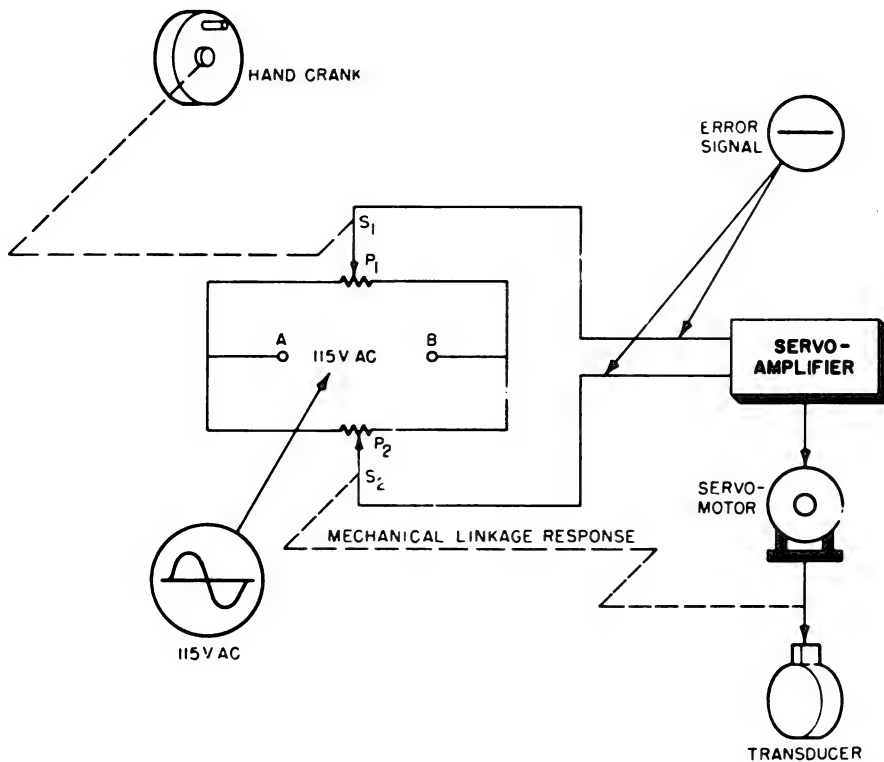 HAND CRANK
ERROR
SIGNAL
S1
P1
A
B
115V AC
SERVO-
AMPLIFIER
P2
S2
SERVO-
MOTOR
MECHANICAL LINKAGE RESPONSE
115V AC
TRANSDUCER